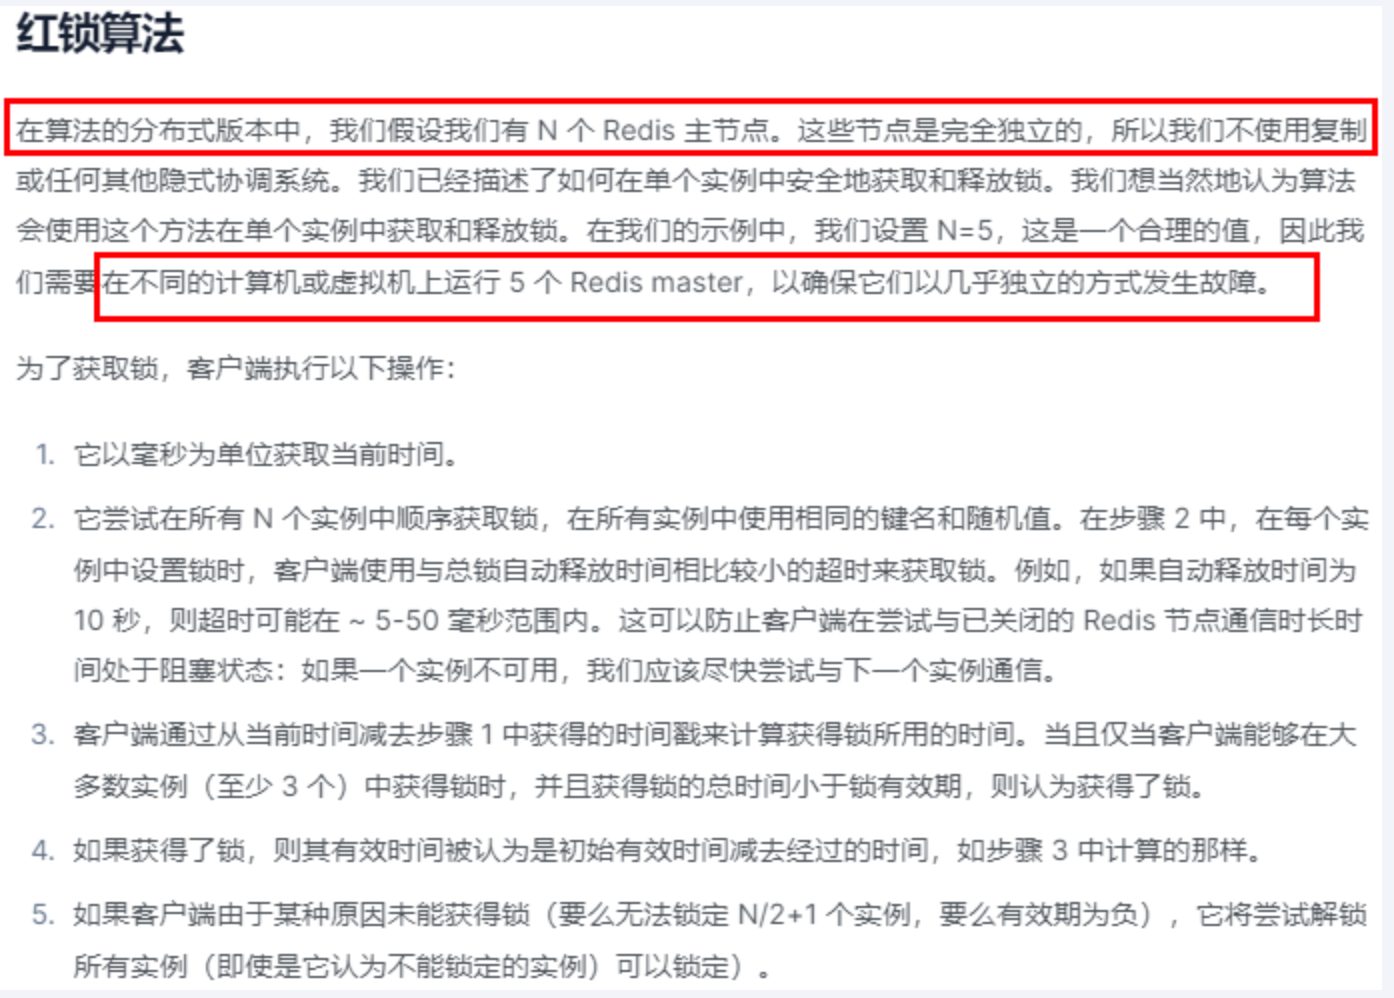 红锁算法
在算法的分布式版本中，我们假设我们有 N 个 Redis 主节点。这些节点是完全独立的，所以我们不使用复制
或任何其他隐式协调系统。我们已经描述了如何在单个实例中安全地获取和释放锁。我们想当然地认为算法
会使用这个方法在单个实例中获取和释放锁。在我们的示例中，我们设置 N=5，这是一个合理的值，因此我
们需要在不同的计算机或虚拟机上运行 5 个 Redis master，以确保它们以几乎独立的方式发生故障。
为了获取锁，客户端执行以下操作：
1. 它以毫秒为单位获取当前时间。
2. 它尝试在所有 N 个实例中顺序获取锁，在所有实例中使用相同的键名和随机值。在步骤 2 中，在每个实
例中设置锁时，客户端使用与总锁自动释放时间相比较小的超时来获取锁。例如，如果自动释放时间为
10 秒，则超时可能在 ~ 5-50 毫秒范围内。这可以防止客户端在尝试与已关闭的 Redis 节点通信时长时
间处于阻塞状态：如果一个实例不可用，我们应该尽快尝试与下一个实例通信。
3. 客户端通过从当前时间减去步骤 1 中获得的时间戳来计算获得锁所用的时间。当且仅当客户端能够在大
多数实例（至少 3 个）中获得锁时，并且获得锁的总时间小于锁有效期，则认为获得了锁。
4. 如果获得了锁，则其有效时间被认为是初始有效时间减去经过的时间，如步骤 3 中计算的那样。
5. 如果客户端由于某种原因未能获得锁（要么无法锁定 N/2+1 个实例，要么有效期为负），它将尝试解锁
所有实例（即使是它认为不能锁定的实例）可以锁定）。